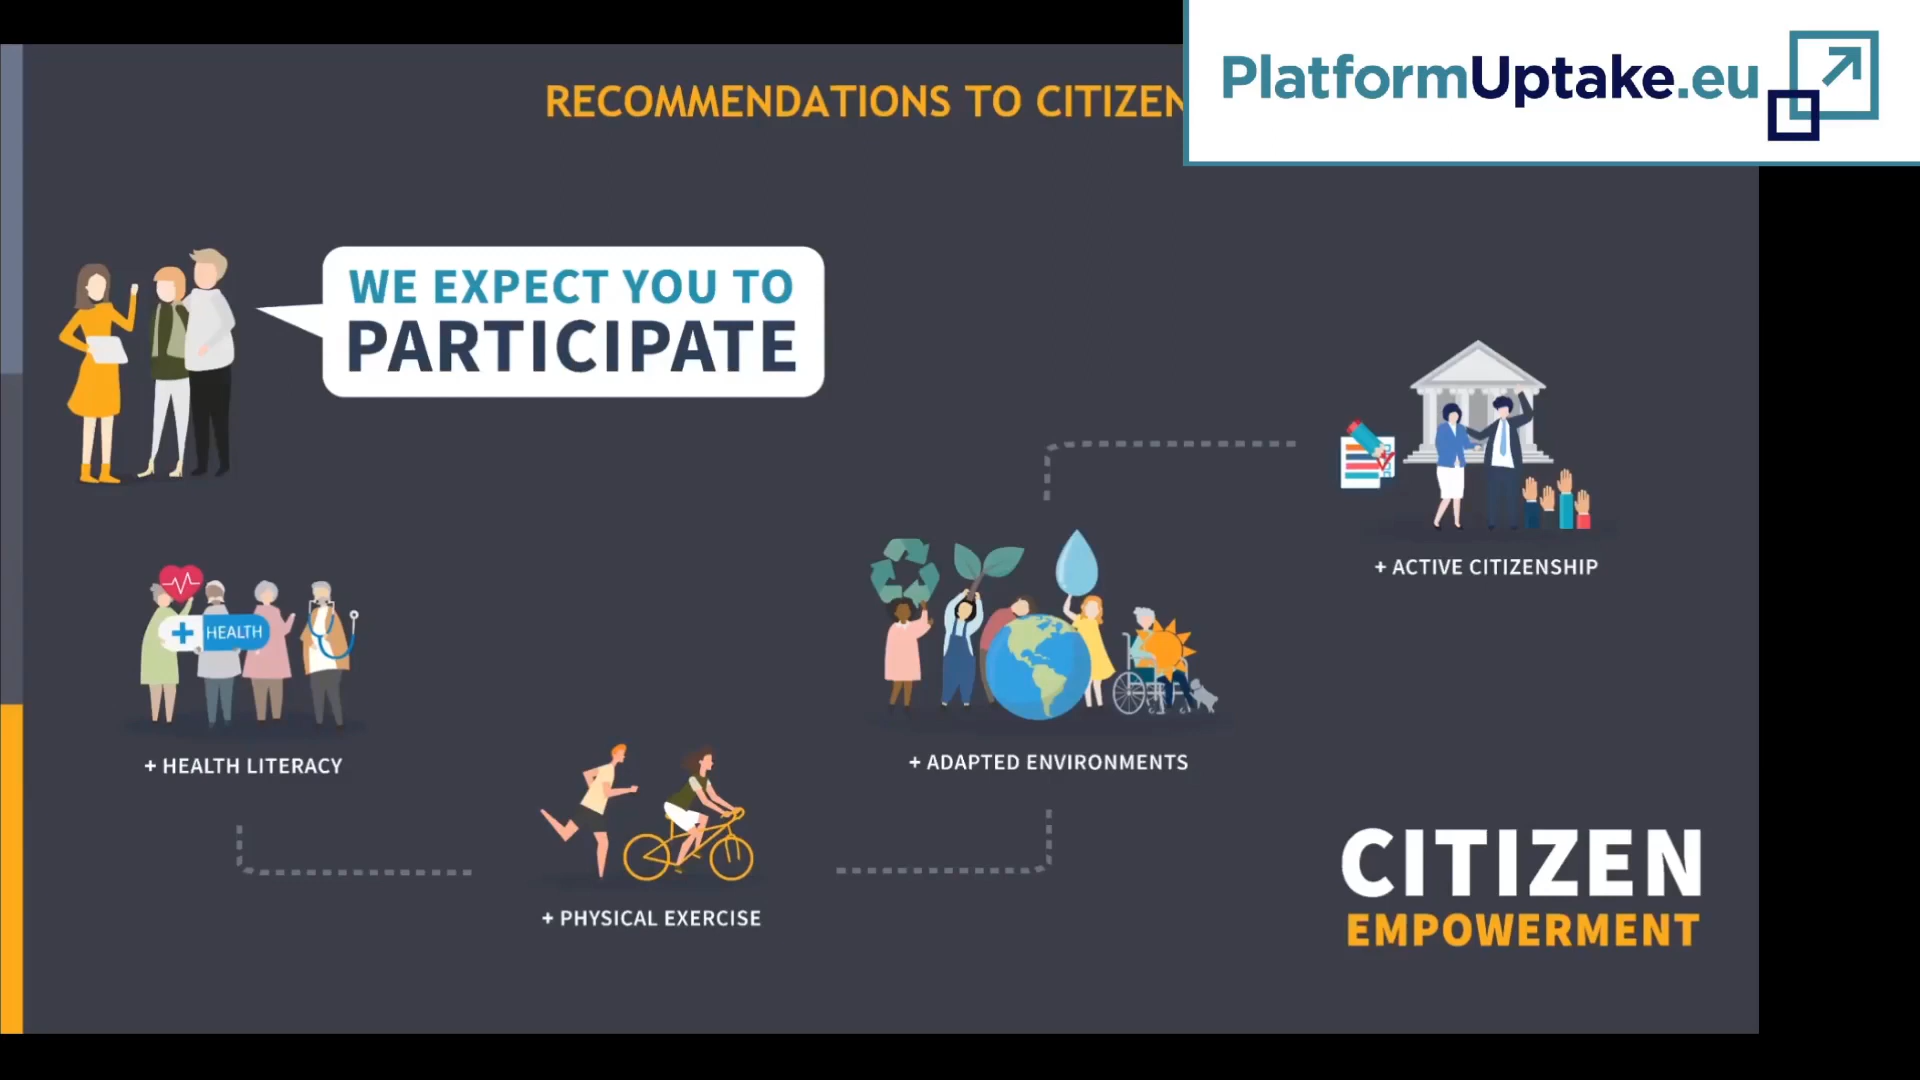 RECOMMENDATIONS TO CITIZEN
PlatformUptake.eu
WE EXPECT YOU TO
PARTICIPATE
+ ACTIVE CITIZENSHIP
HEALTH
+ HEALTH LITERACY
+ ADAPTED ENVIRONMENTS
+ PHYSICAL EXERCISE
CITIZEN
EMPOWERMENT